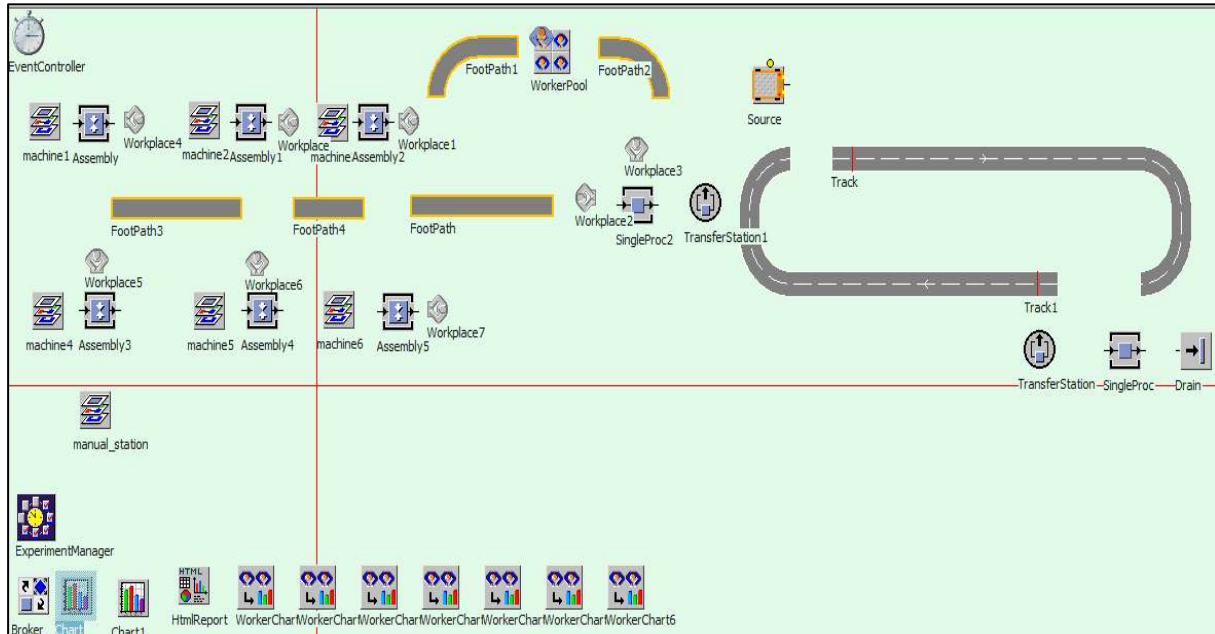 EventController
FootPath1
WorkerPool
FootPath2
Source
machine1 Assembly Workplace4
machine2 Assembly1 Workplace
machine Assembly2 Workplace1
Workplace3
Track
FootPath3
FootPath4
FootPath
Workplace2
SingleProc2
TransferStation1
Workplace5
Workplace6
Track1
machine4 Assembly3
machine5 Assembly4
machine6 Assembly5 Workplace7
TransferStation SingleProc Drain
manual_station
ExperimentManager
HTML
Broker Chart Chart1 HtmlReport WorkerChar WorkerChar WorkerChar WorkerChar WorkerChar WorkerChar WorkerChart6